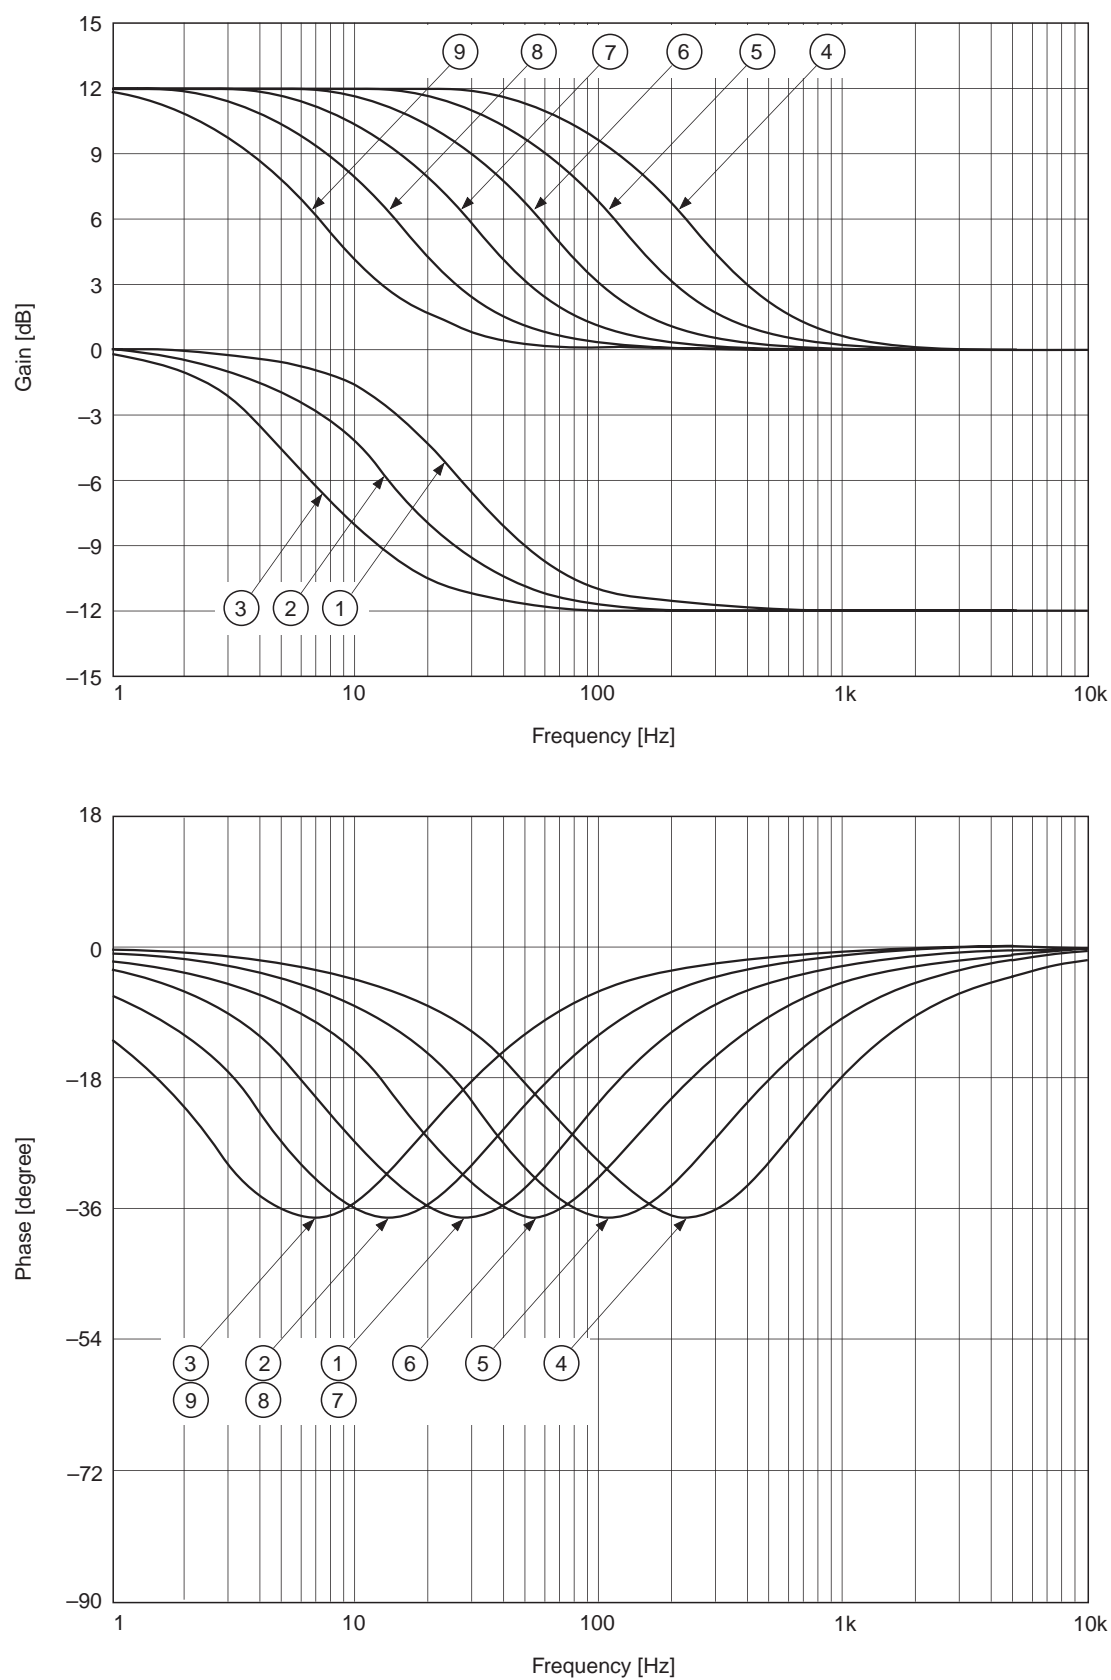 15
⑨ ⑧ ⑦ ⑥ ⑤ ④
12
9
6
3
0
–3
–6
–9
③ ② ①
–12
–15
Gain [dB]
1 10 100 1k 10k
Frequency [Hz]
18
0
–18
–36
–54
③ ② ① ⑥ ⑤ ④
⑨ ⑧ ⑦
–72
–90
Phase [degree]
1 10 100 1k 10k
Frequency [Hz]